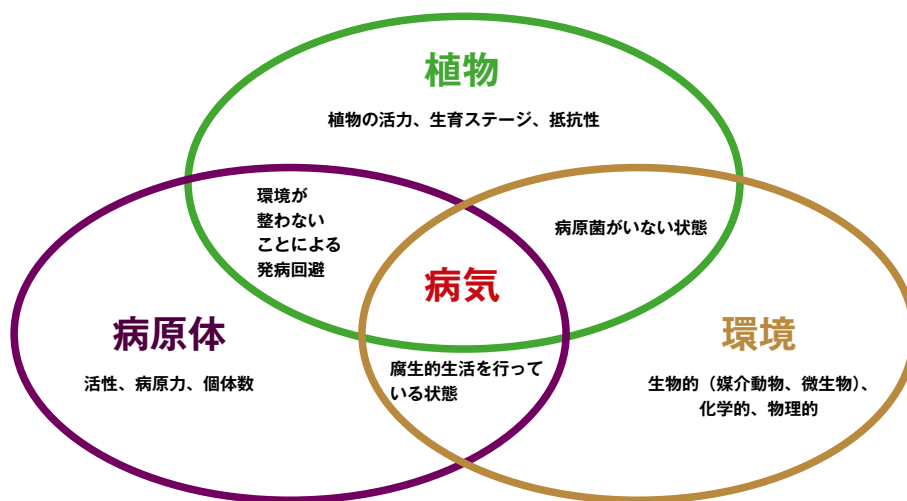 植物
植物の活力、生育ステージ、抵抗性
環境が
整わない
ことによる
発病回避
病原菌がいない状態
病気
病原体
活性、病原力、個体数
腐生的生活を行って
いる状態
環境
生物的（媒介動物、微生物）、
化学的、物理的